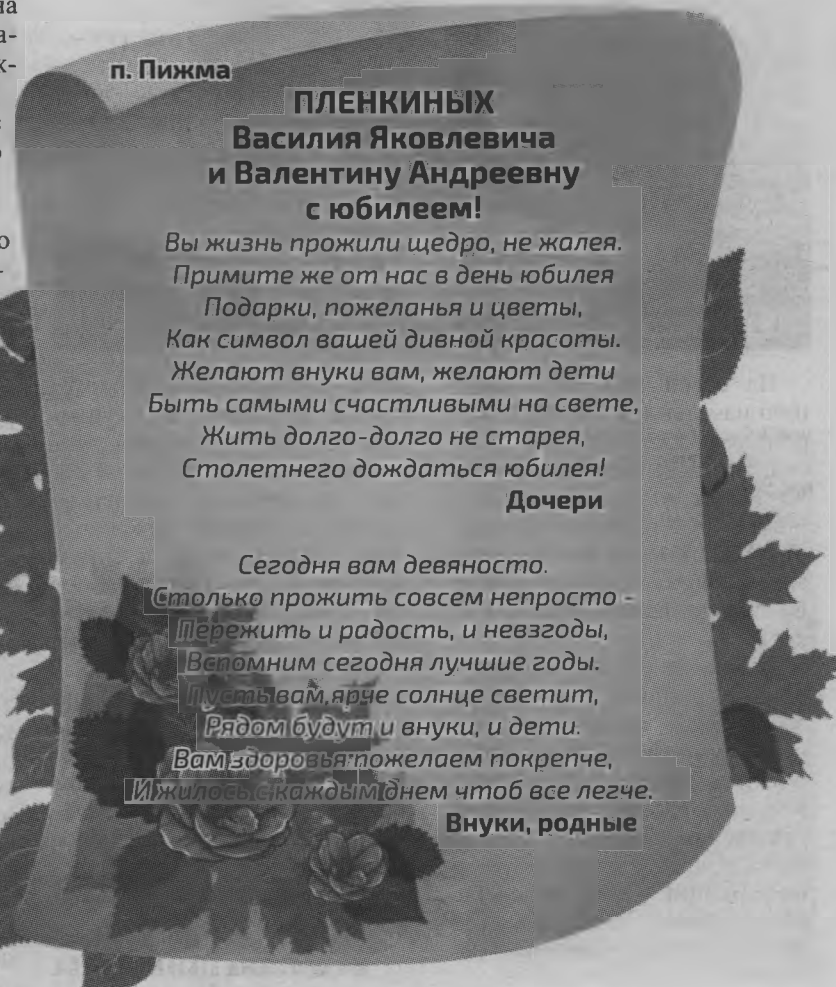 на
а-
к-
о
-
п. Пижма
ПЛЕНКИНЫХ
Василия Яковлевича
и Валентину Андреевну
с юбилеем!
Вы жизнь прожили щедро, не жалея.
Примите же от нас в день юбилея
Подарки, пожеланья и цветы,
Как символ вашей дивной красоты.
Желают внуки вам, желают дети
Быть самыми счастливыми на свете,
Жить долго-долго не старея,
Столетнего дождаться юбилея!
Дочери
Сегодня вам девяносто.
Столько прожить совсем непросто -
Пережить и радость, и невзгоды,
Вспомним сегодня лучшие годы.
Пусть вам ярче солнце светит,
Рядом будут и внуки, и дети.
Вам здоровья пожелаем покрепче,
И жилось с каждым днем чтоб все легче.
Внуки, родные